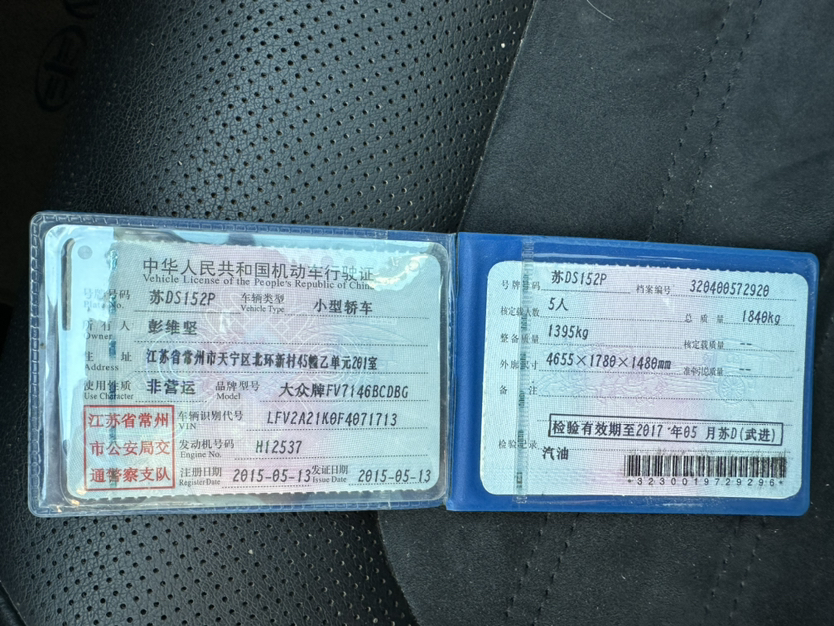 中华人民共和国机动车行驶证
Vehicle License of the People's Republic of China
号牌号码 苏DS152P 车辆类型 小型轿车
Plate No. Vehicle Type
所有人 彭维坚
Owner
住址 江苏省常州市天宁区北环新村45幢乙单元201室
Address
使用性质 非营运 品牌型号 大众牌FV7146BCDBG
Use Character Model
江苏省常州
市公安局交
通警察支队
车辆识别代号 LFV2A21K0F4071713
VIN
发动机号码 H12537
Engine No.
注册日期 2015-05-13 发证日期 2015-05-13
Register Date Issue Date
号牌号码 苏DS152P 档案编号 320400572920
核定载人数 5人 总质量 1840kg
整备质量 1395kg 核定载质量 --
外廓尺寸 4655×1780×1480mm 准牵引总质量 --
备注
检验有效期至2017年05月苏D(武进)
检验记录
汽油
*3230019729296*